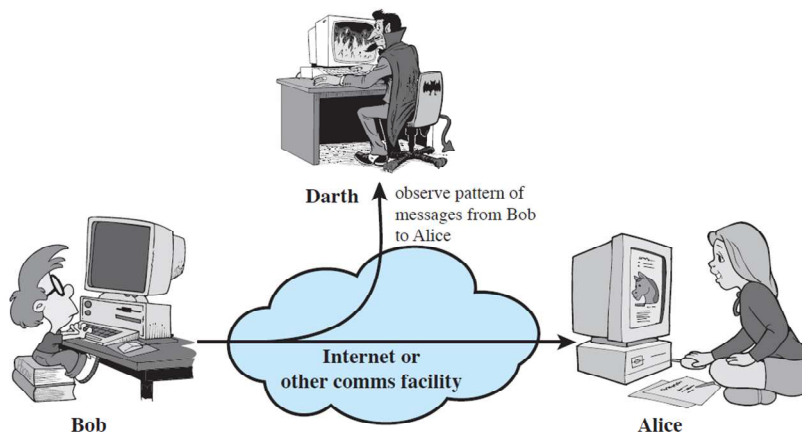 Darth
observe pattern of
messages from Bob
to Alice
Internet or
other comms facility
Bob
Alice